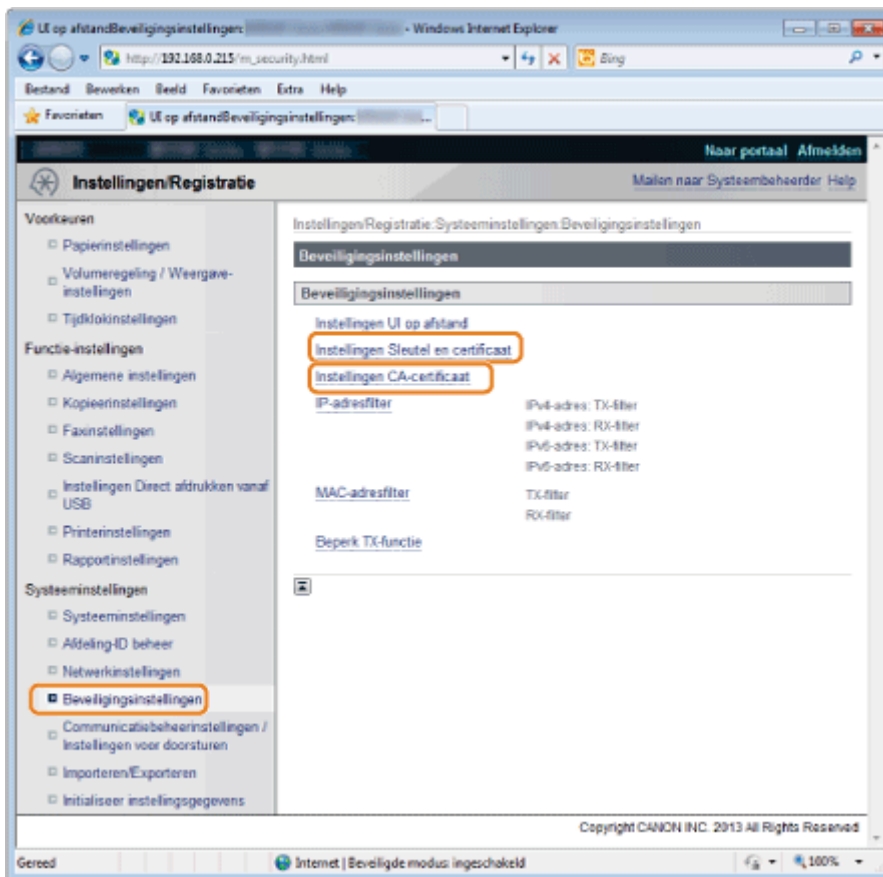 UI op afstandBeveiligingsinstellingen: - Windows Internet Explorer
http://192.168.0.215/m_security.html
Bing
Bestand Bewerken Beeld Favorieten Extra Help
Favorieten UI op afstandBeveiligingsinstellingen: ...
Naar portaal Afmelden
Instellingen/Registratie
Mailen naar Systeembeheerder Help
Voorkeuren
Papierinstellingen
Volumeregeling / Weergave-
instellingen
Tijdklokinstellingen
Functie-instellingen
Algemene instellingen
Kopieerinstellingen
Faxinstellingen
Scaninstellingen
Instellingen Direct afdrukken vanaf
USB
Printerinstellingen
Rapportinstellingen
Systeeminstellingen
Systeeminstellingen
Afdeling-ID beheer
Netwerkinstellingen
Beveiligingsinstellingen
Communicatiebeheerinstellingen /
Instellingen voor doorsturen
Importeren/Exporteren
Initialiseer instellingsgegevens
Instellingen/Registratie:Systeeminstellingen:Beveiligingsinstellingen
Beveiligingsinstellingen
Beveiligingsinstellingen
Instellingen UI op afstand
Instellingen Sleutel en certificaat
Instellingen CA-certificaat
IP-adresfilter IPv4-adres: TX-filter
IPv4-adres: RX-filter
IPv6-adres: TX-filter
IPv6-adres: RX-filter
MAC-adresfilter TX-filter
RX-filter
Beperk TX-functie
Copyright CANON INC. 2013 All Rights Reserved
Gereed Internet | Beveiligde modus: ingeschakeld 100%